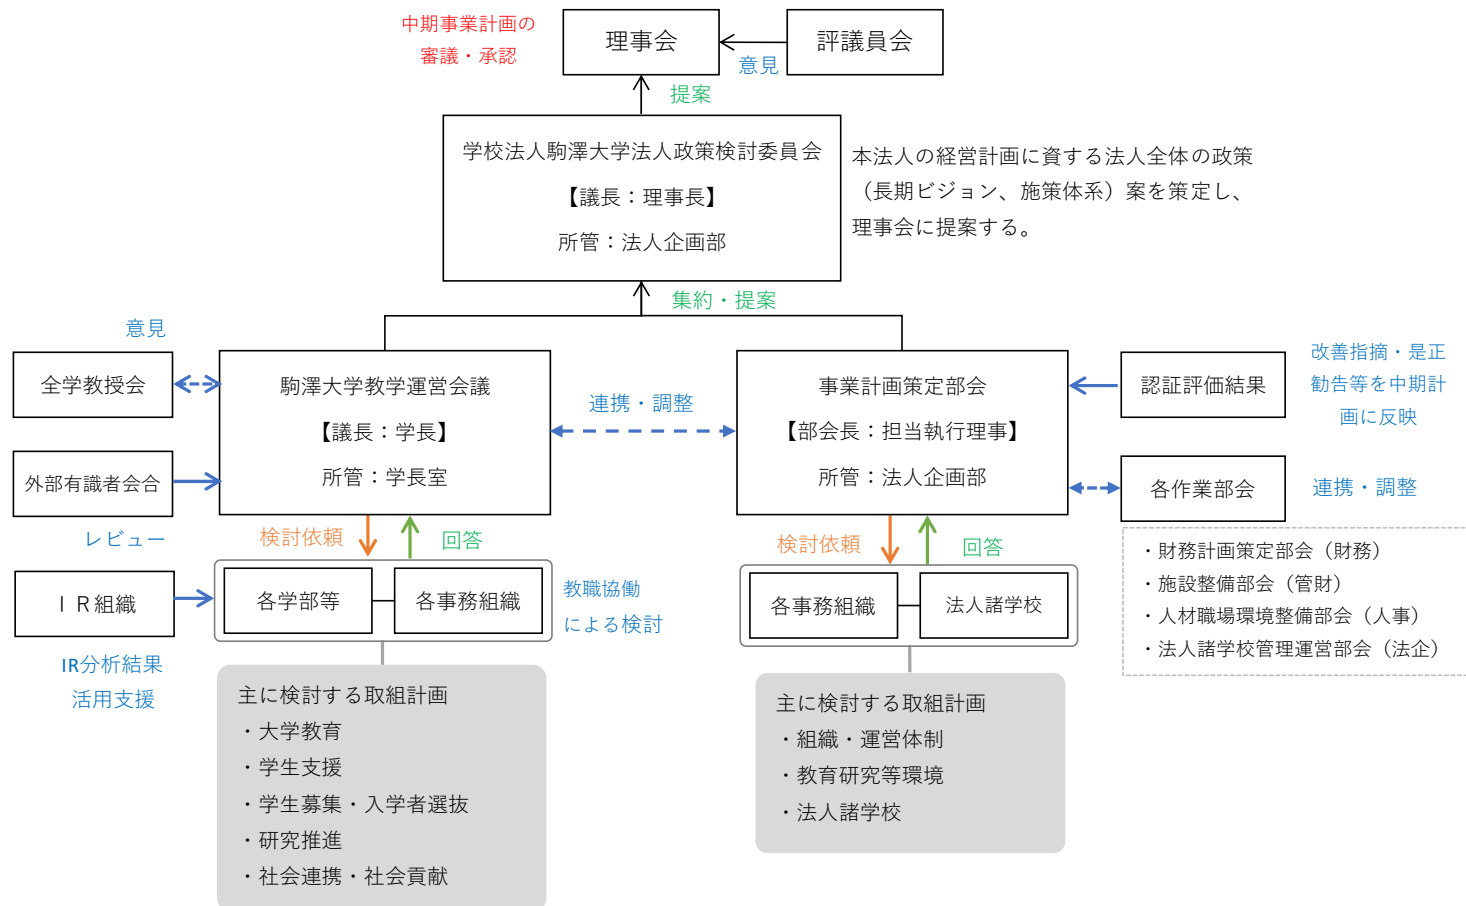 中期事業計画の
審議・承認
理事会
評議員会
意見
提案
学校法人駒澤大学法人政策検討委員会
【議長：理事長】
所管：法人企画部
本法人の経営計画に資する法人全体の政策
（長期ビジョン、施策体系）案を策定し、
理事会に提案する。
集約・提案
意見
全学教授会
駒澤大学教学運営会議
【議長：学長】
所管：学長室
連携・調整
事業計画策定部会
【部会長：担当執行理事】
所管：法人企画部
認証評価結果
改善指摘・是正
勧告等を中期計
画に反映
外部有識者会合
レビュー
各作業部会
連携・調整
検討依頼
回答
検討依頼
回答
・財務計画策定部会（財務）
・施設整備部会（管財）
・人材職場環境整備部会（人事）
・法人諸学校管理運営部会（法企）
ＩＲ組織
IR分析結果
活用支援
各学部等
各事務組織
教職協働
による検討
各事務組織
法人諸学校
主に検討する取組計画
・大学教育
・学生支援
・学生募集・入学者選抜
・研究推進
・社会連携・社会貢献
主に検討する取組計画
・組織・運営体制
・教育研究等環境
・法人諸学校